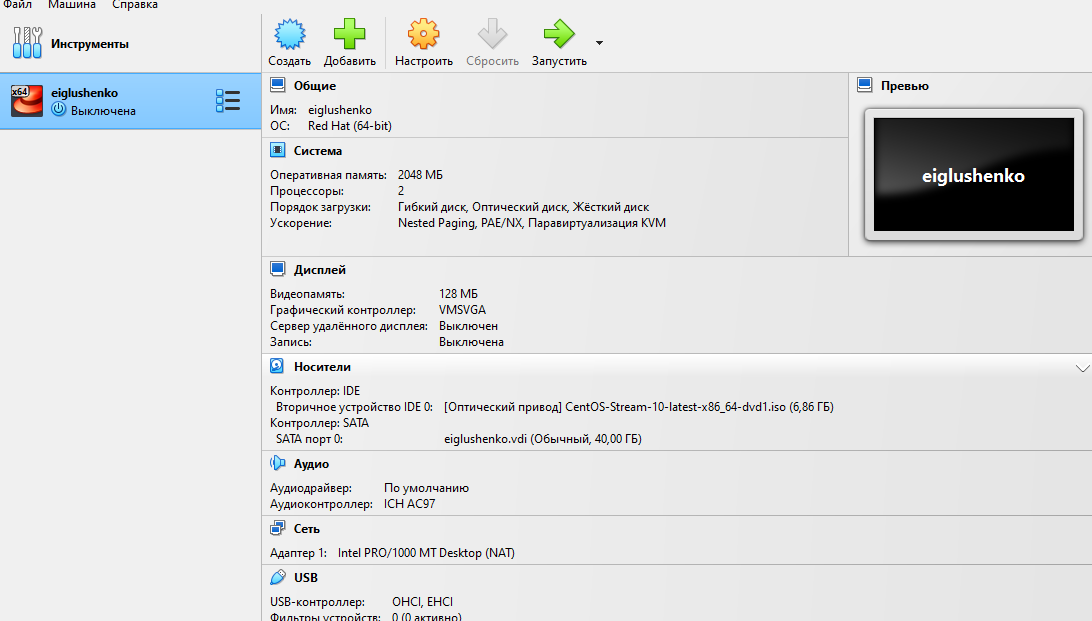 Файл Машина Справка
Инструменты
Создать Добавить Настроить Сбросить Запустить
x64
eiglushenko
Выключена
Общие
Имя: eiglushenko
ОС: Red Hat (64-bit)
Превью
eiglushenko
Система
Оперативная память: 2048 МБ
Процессоры: 2
Порядок загрузки: Гибкий диск, Оптический диск, Жёсткий диск
Ускорение: Nested Paging, PAE/NX, Паравиртуализация KVM
Дисплей
Видеопамять: 128 МБ
Графический контроллер: VMSVGA
Сервер удалённого дисплея: Выключен
Запись: Выключена
Носители
Контроллер: IDE
Вторичное устройство IDE 0: [Оптический привод] CentOS-Stream-10-latest-x86_64-dvd1.iso (6,86 ГБ)
Контроллер: SATA
SATA порт 0: eiglushenko.vdi (Обычный, 40,00 ГБ)
Аудио
Аудиодрайвер: По умолчанию
Аудиоконтроллер: ICH AC97
Сеть
Адаптер 1: Intel PRO/1000 MT Desktop (NAT)
USB
USB-контроллер: OHCI, EHCI
Фильтры устройств: 0 (0 активно)